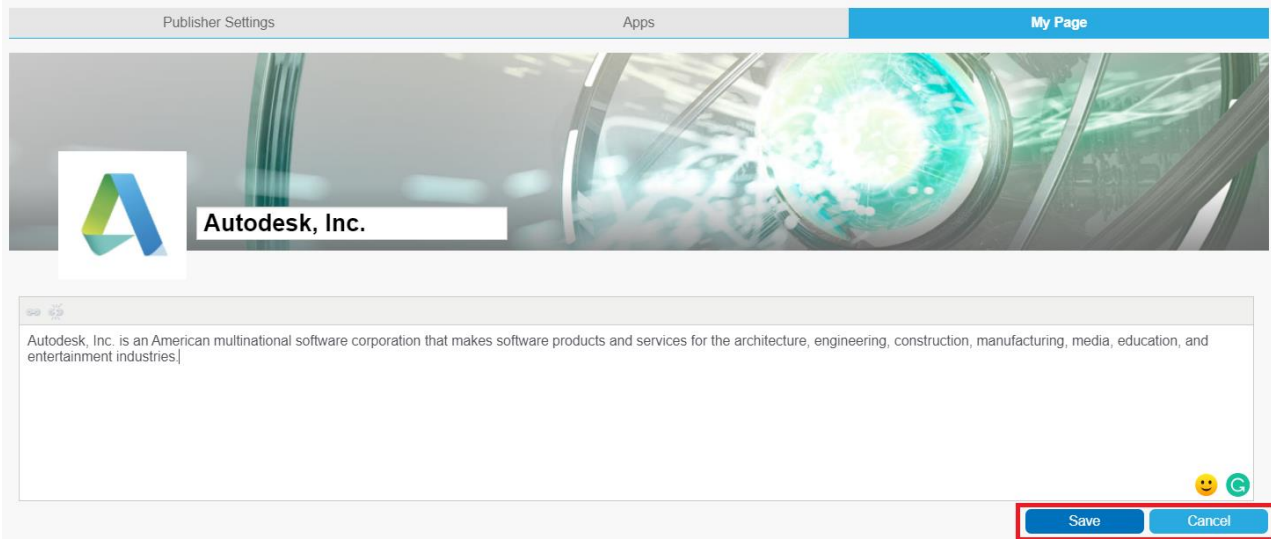 Publisher Settings
Apps
My Page
Autodesk, Inc.
Autodesk, Inc. is an American multinational software corporation that makes software products and services for the architecture, engineering, construction, manufacturing, media, education, and
entertainment industries.
Save
Cancel